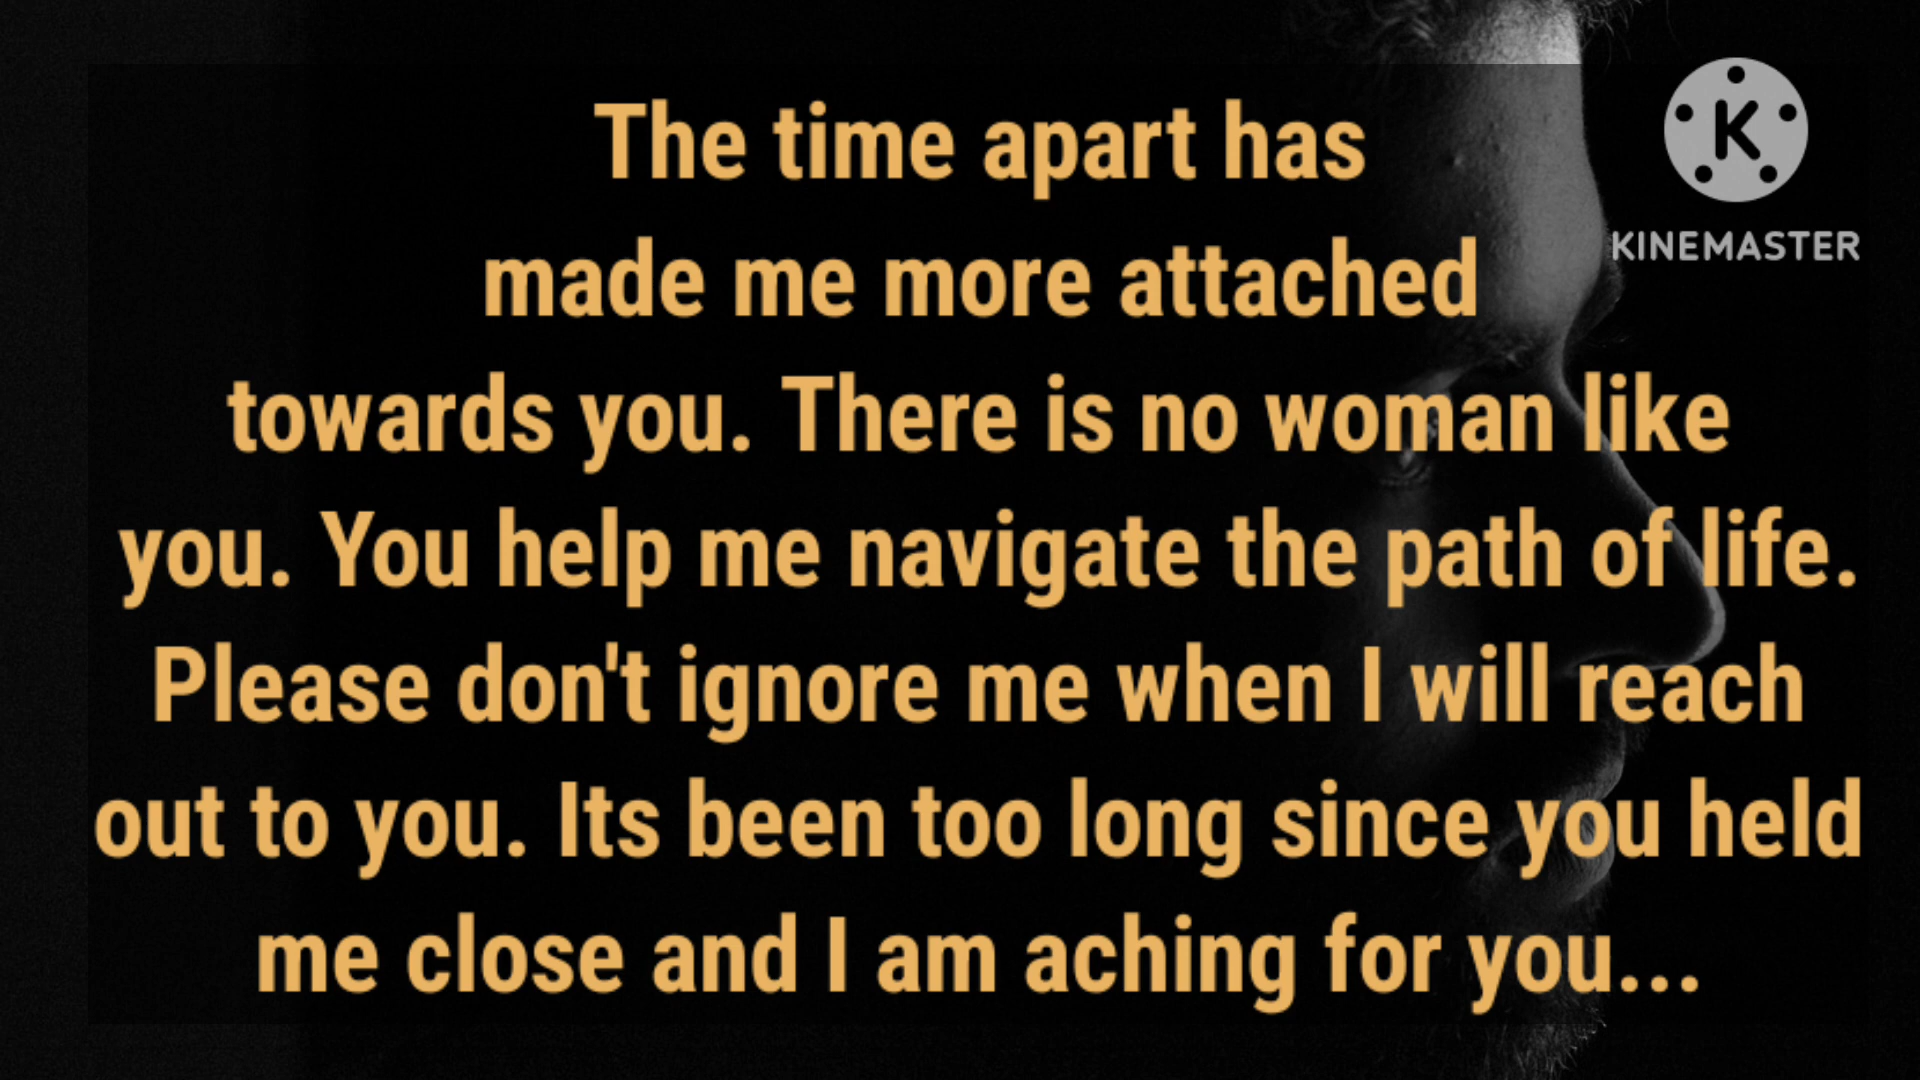 The time apart has
made me more attached
towards you. There is no woman like
you. You help me navigate the path of life.
Please don't ignore me when I will reach
out to you. Its been too long since you held
me close and I am aching for you...
K
KINEMASTER